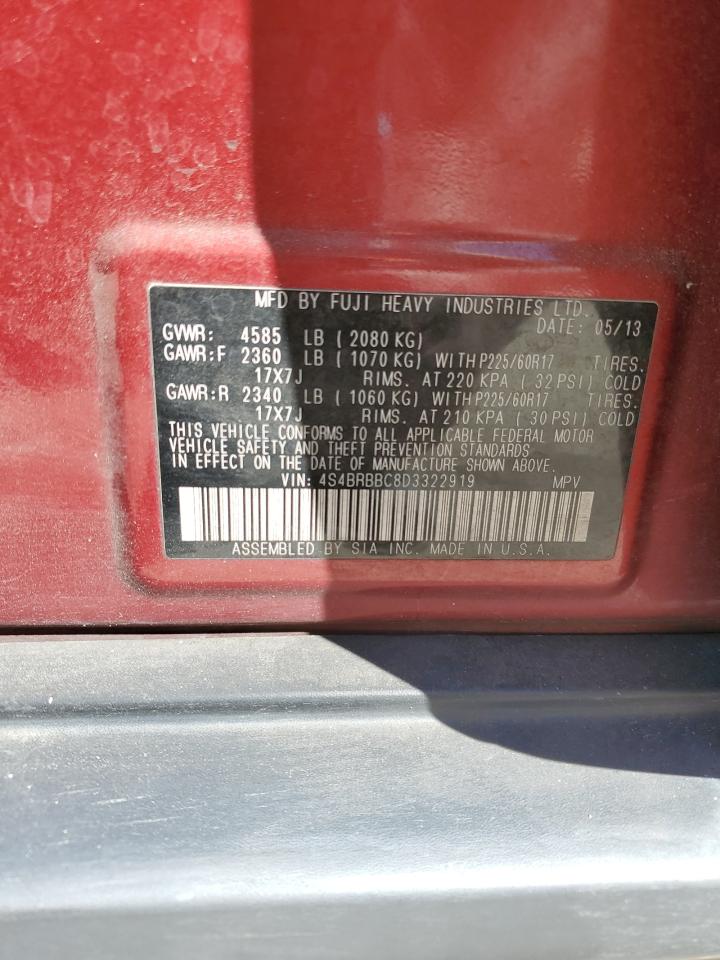 MFD BY FUJI HEAVY INDUSTRIES LTD.
DATE: 05/13
GVWR: 4585 LB ( 2080 KG)
GAWR:F 2360 LB ( 1070 KG) WITHP225/60R17 TIRES.
17X7J RIMS. AT 220 KPA ( 32 PSI) COLD
GAWR:R 2340 LB ( 1060 KG) WITHP225/60R17 TIRES.
17X7J RIMS. AT 210 KPA ( 30 PSI) COLD
THIS VEHICLE CONFORMS TO ALL APPLICABLE FEDERAL MOTOR
VEHICLE SAFETY AND THEFT PREVENTION STANDARDS
IN EFFECT ON THE DATE OF MANUFACTURE SHOWN ABOVE.
VIN: 4S4BRBBC8D3322919 MPV
ASSEMBLED BY SIA INC. MADE IN U.S.A.